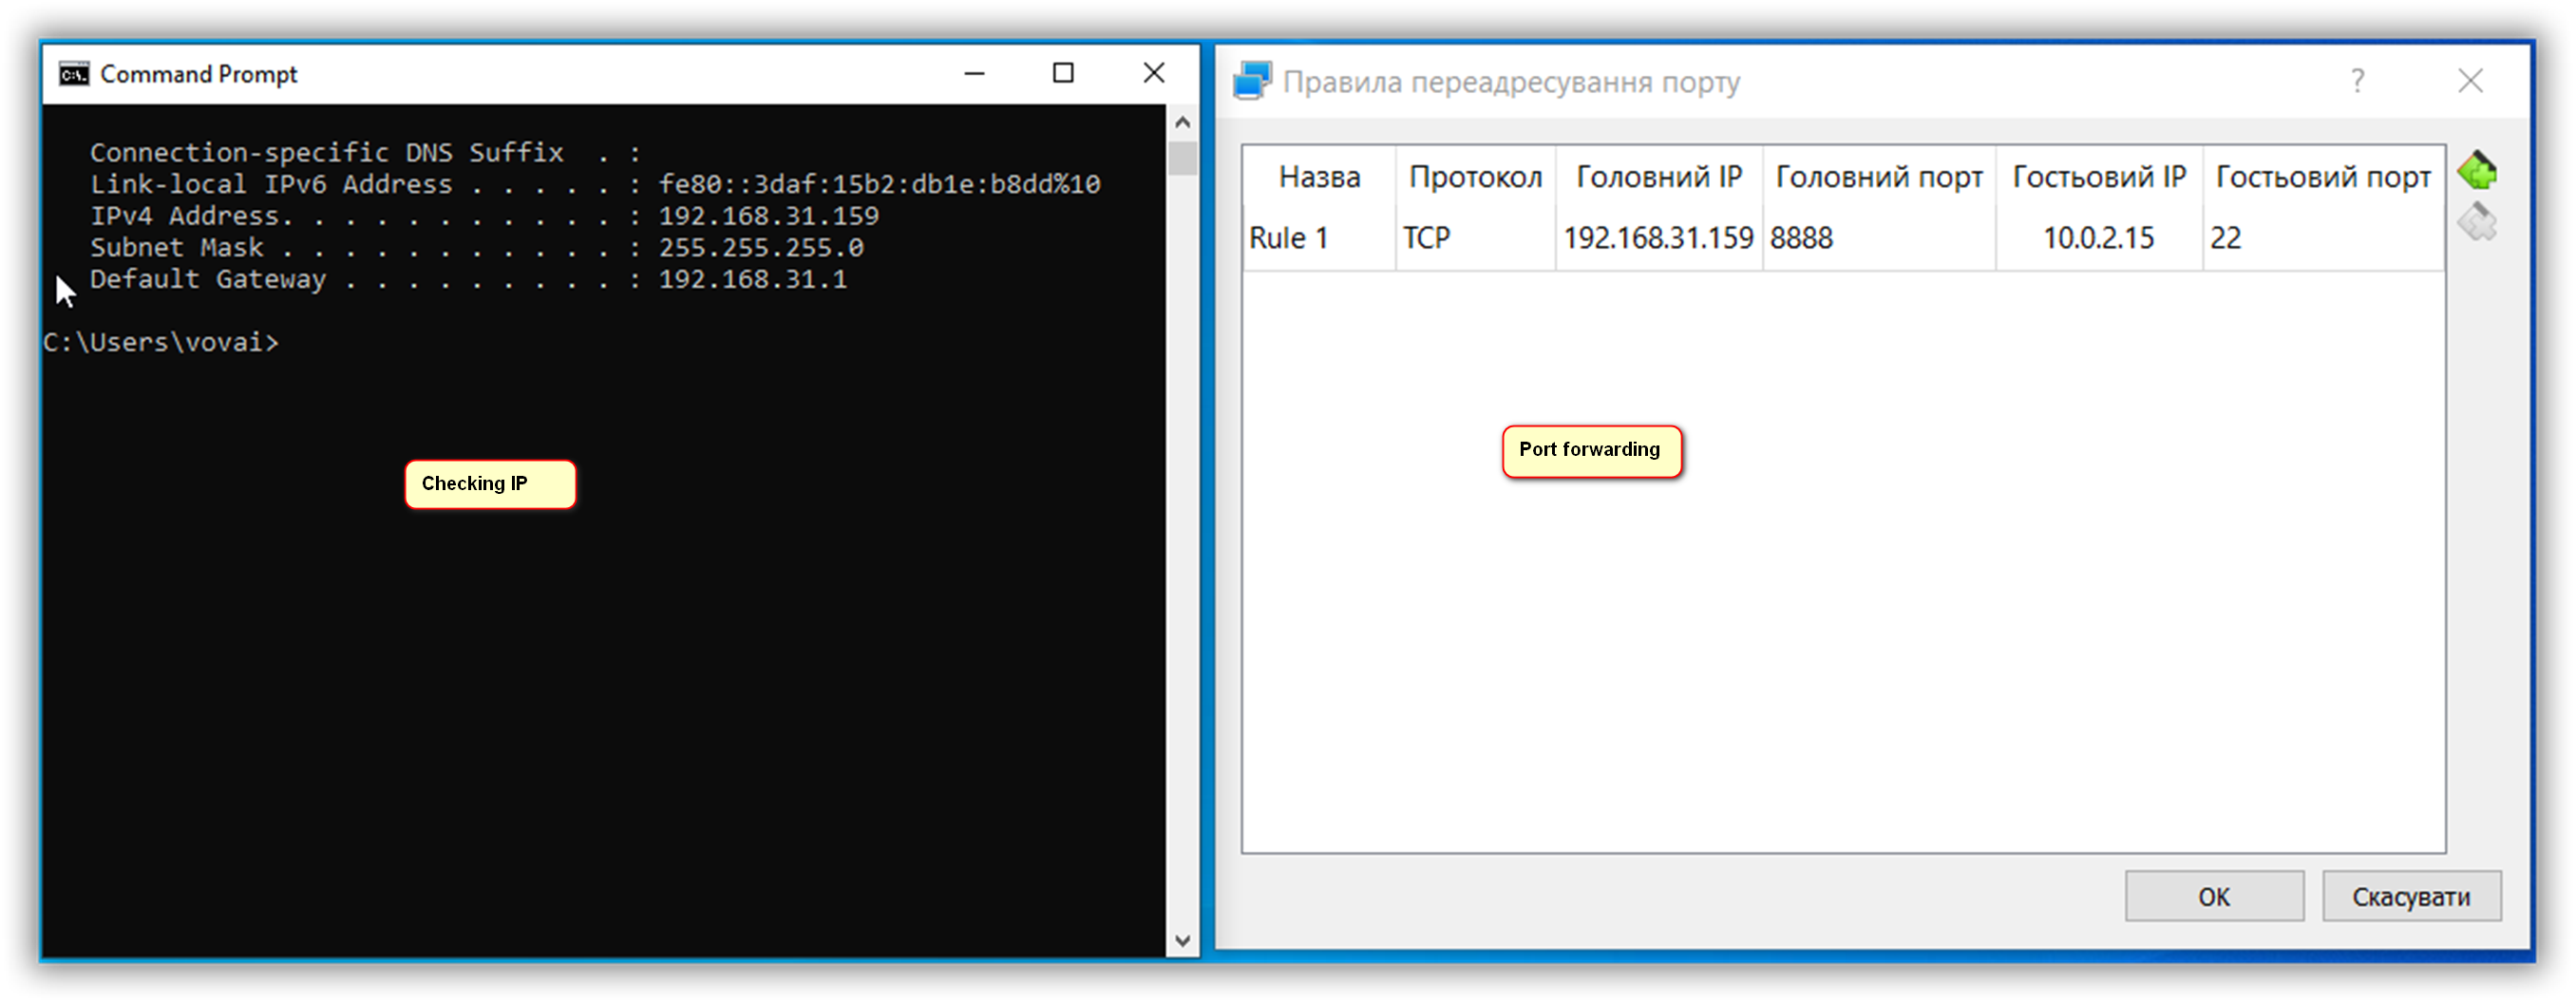 Command Prompt
Connection-specific DNS Suffix  . :
Link-local IPv6 Address . . . . . : fe80::3daf:15b2:db1e:b8dd%10
IPv4 Address. . . . . . . . . . . : 192.168.31.159
Subnet Mask . . . . . . . . . . . : 255.255.255.0
Default Gateway . . . . . . . . . : 192.168.31.1
C:\Users\vovai>
Checking IP
Правила переадресування порту
Назва Протокол Головний IP Головний порт Гостьовий IP Гостьовий порт
Rule 1 TCP 192.168.31.159 8888 10.0.2.15 22
Port forwarding
OK Скасувати